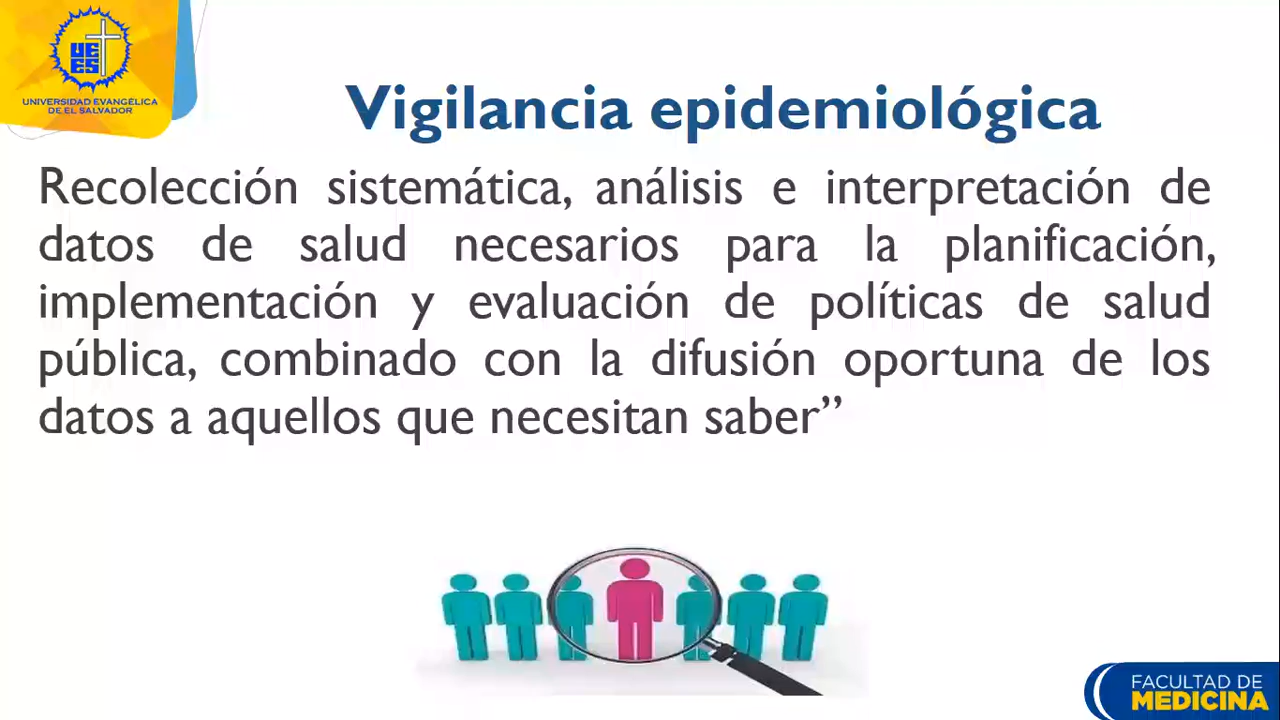 UE
ES
UNIVERSIDAD EVANGÉLICA
DE EL SALVADOR
Vigilancia epidemiológica
Recolección sistemática, análisis e interpretación de
datos de salud necesarios para la planificación,
implementación y evaluación de políticas de salud
pública, combinado con la difusión oportuna de los
datos a aquellos que necesitan saber”
FACULTAD DE
MEDICINA